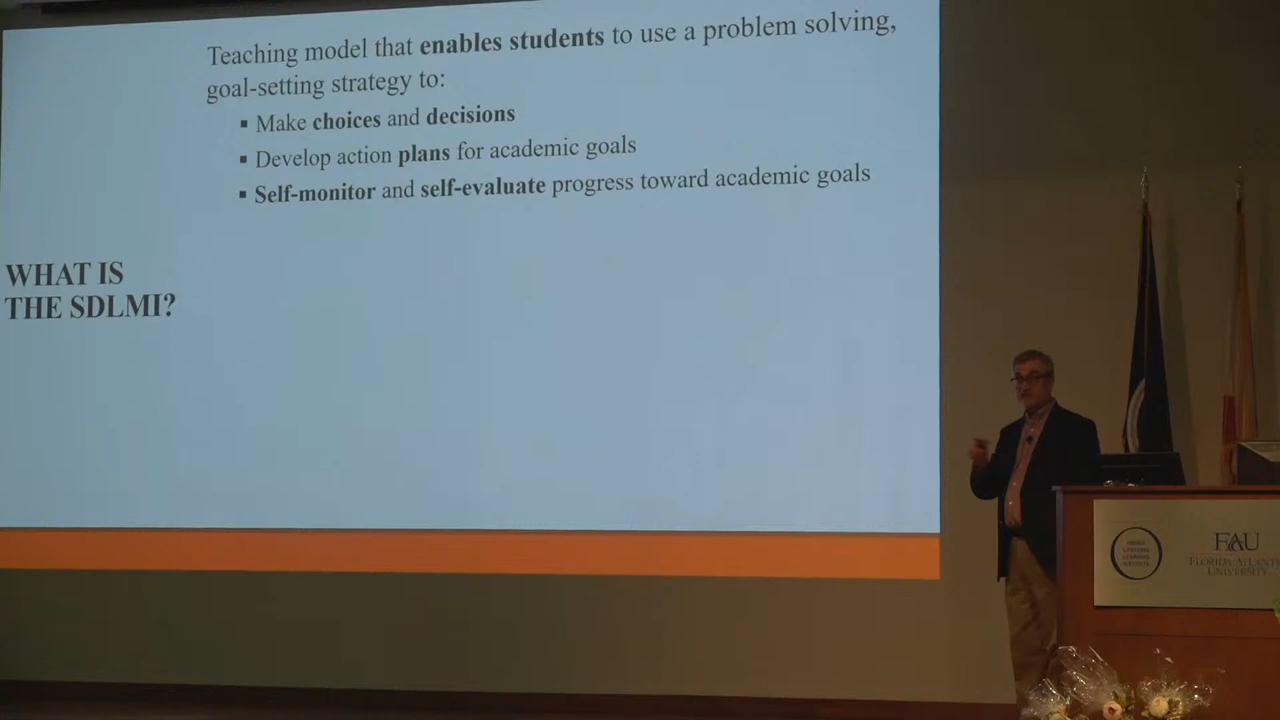 Teaching model that enables students to use a problem solving,
goal-setting strategy to:
▪ Make choices and decisions
▪ Develop action plans for academic goals
▪ Self-monitor and self-evaluate progress toward academic goals
WHAT IS
THE SDLMI?
FAU
FLORIDA ATLANTIC
UNIVERSITY